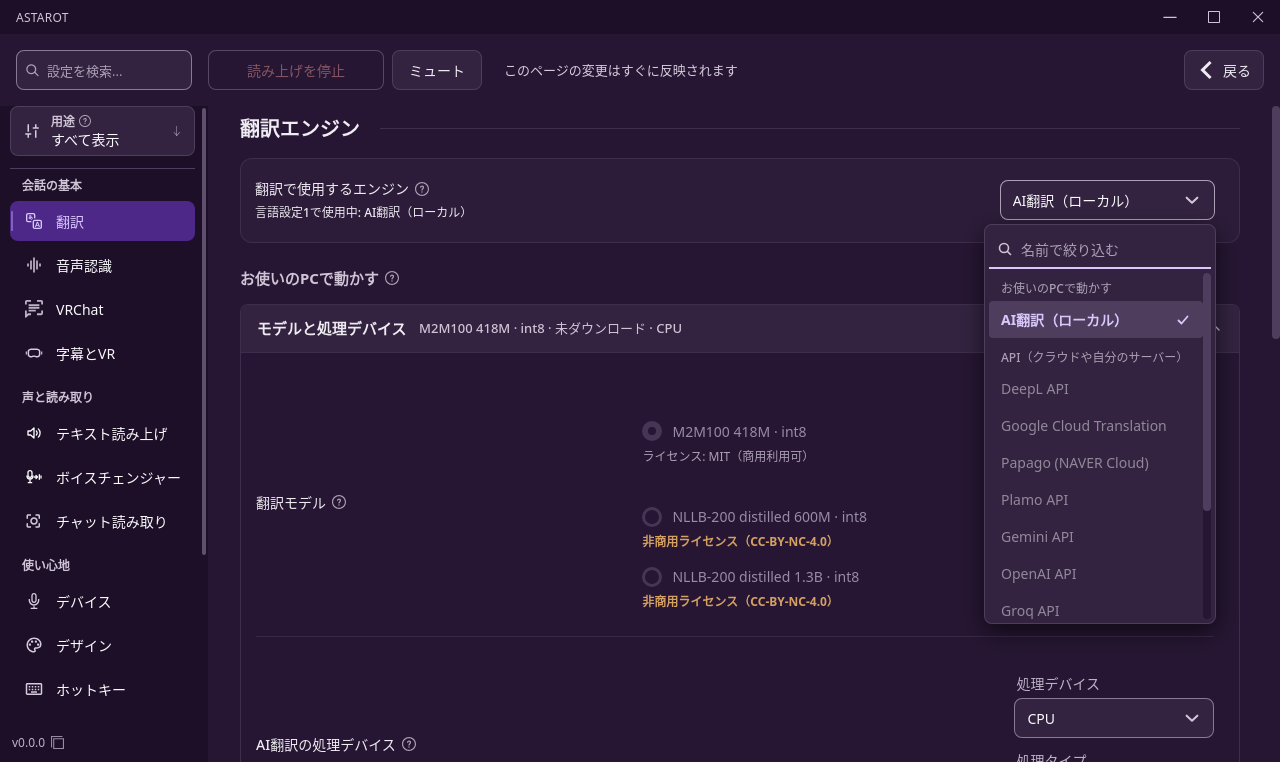 ASTAROT
設定を検索...
読み上げを停止
ミュート
このページの変更はすぐに反映されます
戻る
用途
すべて表示
会話の基本
翻訳
音声認識
VRChat
字幕とVR
声と読み取り
テキスト読み上げ
ボイスチェンジャー
チャット読み取り
使い心地
デバイス
デザイン
ホットキー
v0.0.0
翻訳エンジン
翻訳で使用するエンジン
言語設定1で使用中: AI翻訳（ローカル）
AI翻訳（ローカル）
お使いのPCで動かす
モデルと処理デバイス M2M100 418M · int8 · 未ダウンロード · CPU
翻訳モデル
M2M100 418M · int8
ライセンス: MIT（商用利用可）
NLLB-200 distilled 600M · int8
非商用ライセンス（CC-BY-NC-4.0）
NLLB-200 distilled 1.3B · int8
非商用ライセンス（CC-BY-NC-4.0）
名前で絞り込む
お使いのPCで動かす
AI翻訳（ローカル）
API（クラウドや自分のサーバー）
DeepL API
Google Cloud Translation
Papago (NAVER Cloud)
Plamo API
Gemini API
OpenAI API
Groq API
AI翻訳の処理デバイス
処理デバイス
CPU
処理タイプ